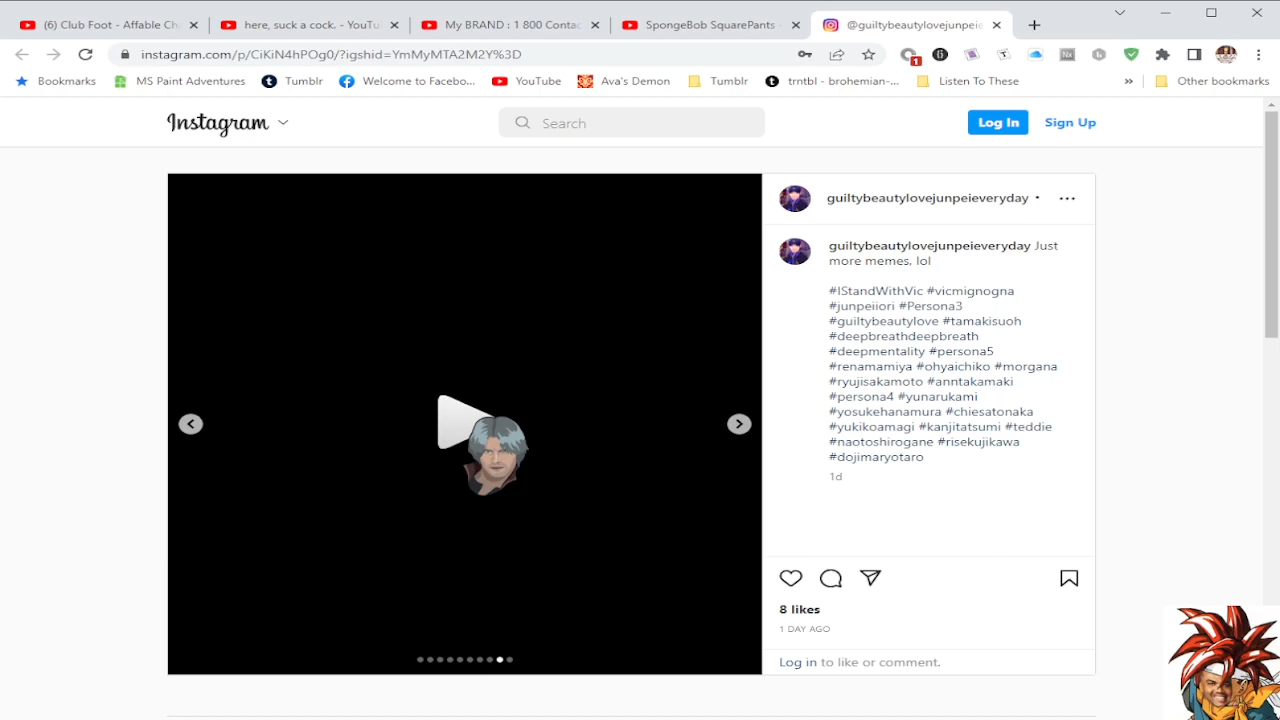 (6) Club Foot - Affable Ch
here, suck a cock. - YouTu
My BRAND : 1 800 Contac
SpongeBob SquarePants -
@guiltybeautylovejunpei
instagram.com/p/CiKiN4hPOq0/?igshid=YmMyMTA2M2Y%3D
1
Nx
Bookmarks
MS Paint Adventures
Tumblr
Welcome to Facebo...
YouTube
Ava's Demon
Tumblr
trntbl - brohemian-...
Listen To These
»
Other bookmarks
Instagram
Search
Log In
Sign Up
guiltybeautylovejunpeieveryday •
guiltybeautylovejunpeieveryday Just
more memes, lol
#IStandWithVic #vicmignogna
#junpeiiori #Persona3
#guiltybeautylove #tamakisuoh
#deepbreathdeepbreath
#deepmentality #persona5
#renamamiya #ohyaichiko #morgana
#ryujisakamoto #anntakamaki
#persona4 #yunarukami
#yosukehanamura #chiesatonaka
#yukikoamagi #kanjitatsumi #teddie
#naotoshirogane #risekujikawa
#dojimaryotaro
1d
8 likes
1 DAY AGO
Log in to like or comment.